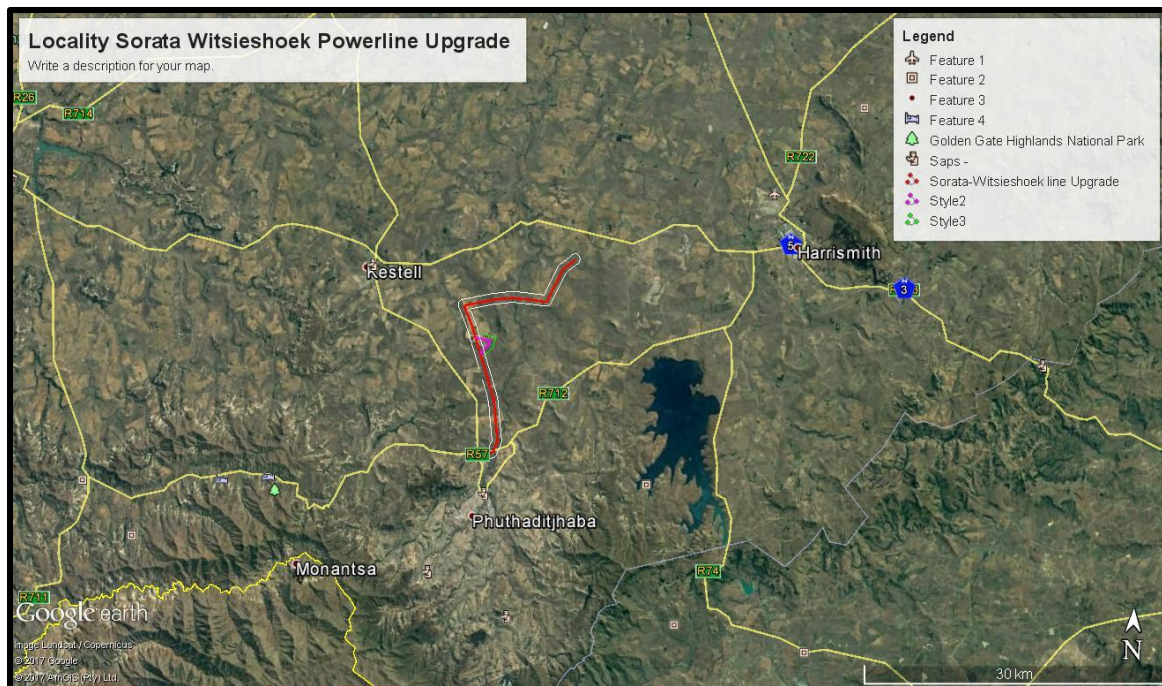 Locality Sorata Witsieshoek Powerline Upgrade
Write a description for your map.
Legend
Feature 1
Feature 2
Feature 3
Feature 4
Golden Gate Highlands National Park
Saps -
Sorata-Witsieshoek line Upgrade
Style2
Style3
R26
R714
R722
N
5
Harrismith
Kestell
N
3
R712
R57
Phuthaditjhaba
Monantsa
R74
R711
Google earth
Image Landsat / Copernicus
© 2017 Google
© 2017 AfriGIS (Pty) Ltd.
N
30 km